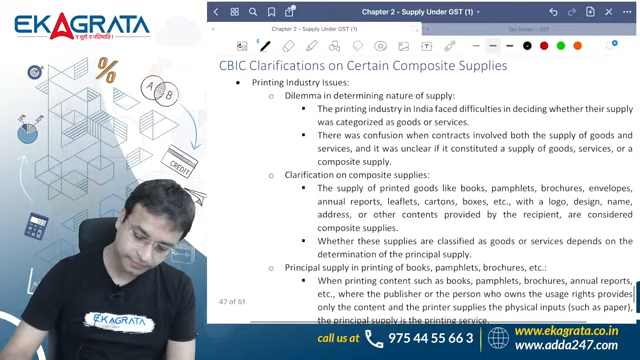 EKAGRATA
Chapter 2 - Supply Under GST (1)
Chapter 2 - Supply Under GST (1)
Tax Notes - GST
CBIC Clarifications on Certain Composite Supplies
• Printing Industry Issues:
o Dilemma in determining nature of supply:
▪ The printing industry in India faced difficulties in deciding whether their supply
was categorized as goods or services.
▪ There was confusion when contracts involved both the supply of goods and
services, and it was unclear if it constituted a supply of goods, services, or a
composite supply.
o Clarification on composite supplies:
▪ The supply of printed goods like books, pamphlets, brochures, envelopes,
annual reports, leaflets, cartons, boxes, etc., with a logo, design, name,
address, or other contents provided by the recipient, are considered
composite supplies.
▪ Whether these supplies are classified as goods or services depends on the
determination of the principal supply.
o Principal supply in printing of books, pamphlets, brochures, etc.:
▪ When printing content such as books, pamphlets, brochures, annual reports,
etc., where the publisher or the person who owns the usage rights provides
only the content and the printer supplies the physical inputs (such as paper),
the principal supply is the printing service.
47 of 51
%
A
B
CREDIT
EKAGRATA
call us at
975 44 55 66 3
www.ekagrata.co.in
www.adda247.com